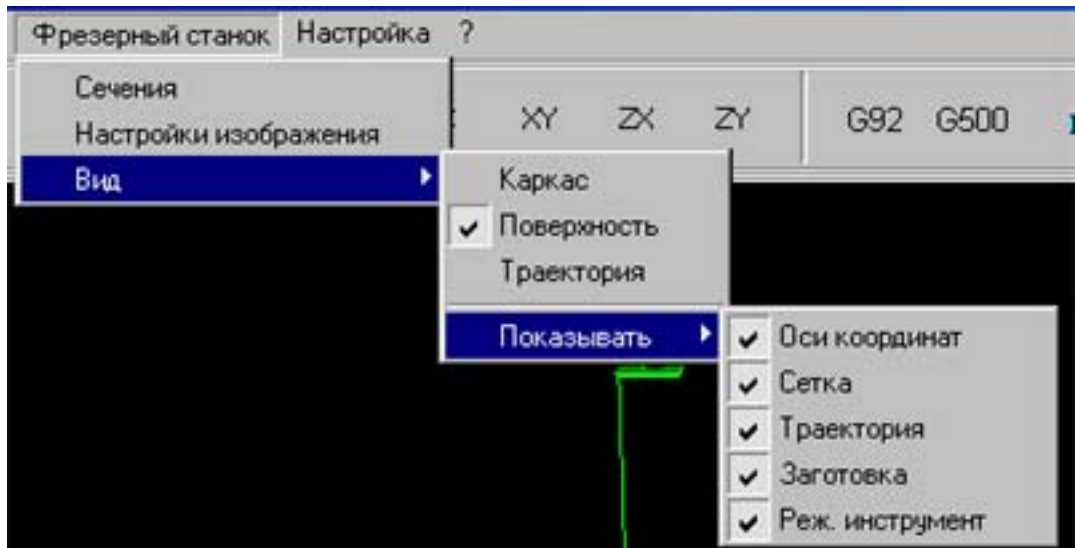 Фрезерный станок Настройка ?
Сечения
Настройки изображения
Вид
XY ZX ZY G92 G500
Каркас
Поверхность
Траектория
Показывать
Оси координат
Сетка
Траектория
Заготовка
Реж. инструмент